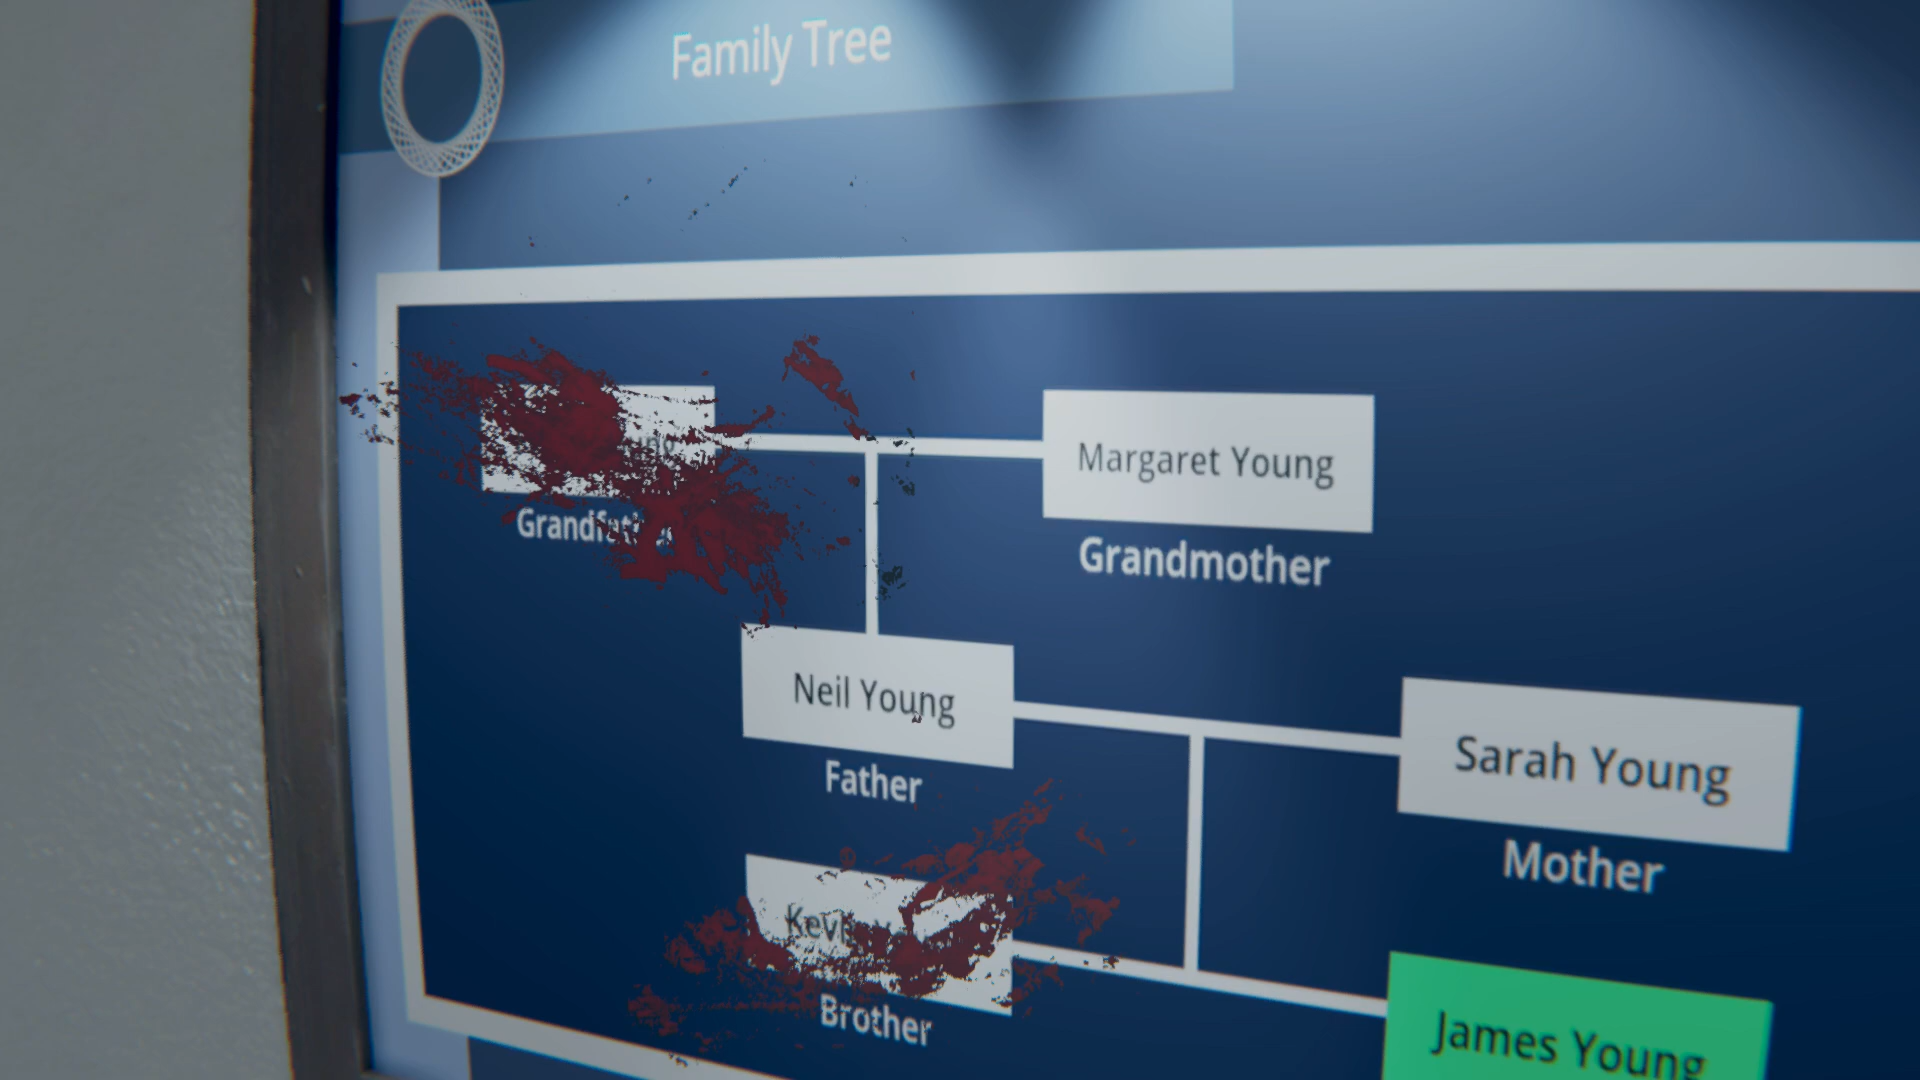 Family Tree
Margaret Young
Grandmother
Neil Young
Father
Sarah Young
Mother
Brother
James Young